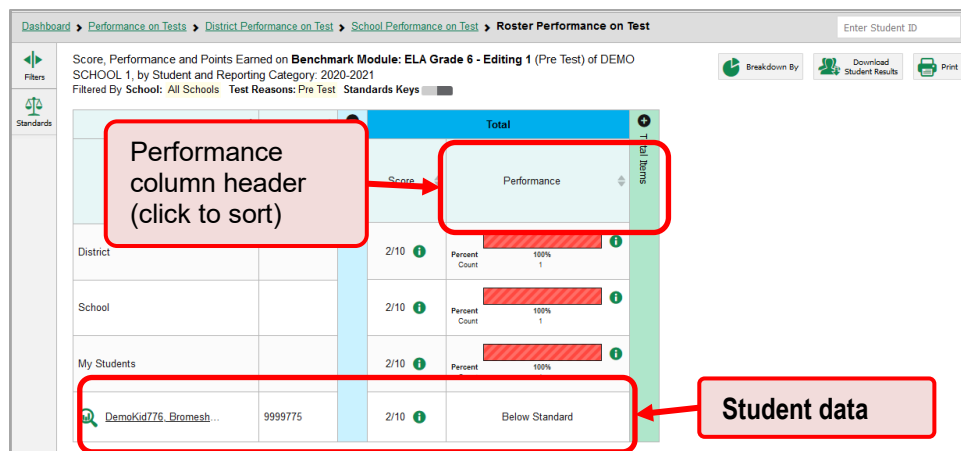 Dashboard > Performance on Tests > District Performance on Test > School Performance on Test > Roster Performance on Test
Enter Student ID
Filters
Standards
Score, Performance and Points Earned on Benchmark Module: ELA Grade 6 - Editing 1 (Pre Test) of DEMO
SCHOOL 1, by Student and Reporting Category: 2020-2021
Filtered By School: All Schools Test Reasons: Pre Test Standards Keys
Breakdown By
Download
Student Results
Print
Total
Total Items
Performance
column header
(click to sort)
Score
Performance
District
2/10
Percent 100%
Count 1
School
2/10
Percent 100%
Count 1
My Students
2/10
Percent 100%
DemoKid776, Bromesh...
9999775
2/10
Below Standard
Student data